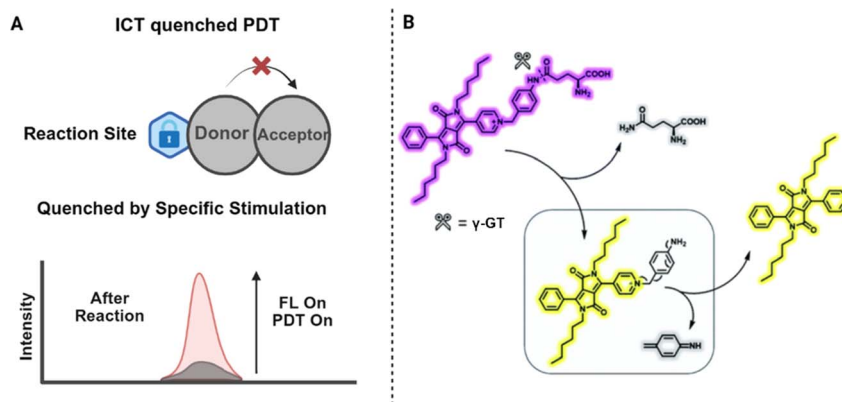 A
ICT quenched PDT
Reaction Site
Donor
Acceptor
Quenched by Specific Stimulation
Intensity
After
Reaction
FL On
PDT On
B
O
N
O
N
N
+
HN
O
COOH
NH₂
O
H₂N
COOH
NH₂
= γ-GT
O
N
O
N
N
+
NH₂
NH
O
N
O
N
N